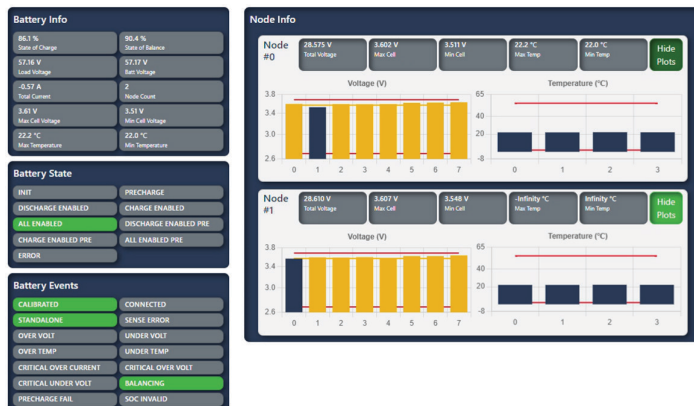 Battery Info
86.1 %
State of Charge
90.4 %
State of Balance
57.16 V
Load Voltage
57.17 V
Batt Voltage
-0.57 A
Total Current
2
Node Count
3.61 V
Max Cell Voltage
3.51 V
Min Cell Voltage
22.2 °C
Max Temperature
22.0 °C
Min Temperature
Battery State
INIT
PRECHARGE
DISCHARGE ENABLED
CHARGE ENABLED
ALL ENABLED
DISCHARGE ENABLED PRE
CHARGE ENABLED PRE
ALL ENABLED PRE
ERROR
Battery Events
CALIBRATED
CONNECTED
STANDALONE
SENSE ERROR
OVER VOLT
UNDER VOLT
OVER TEMP
UNDER TEMP
CRITICAL OVER CURRENT
CRITICAL OVER VOLT
CRITICAL UNDER VOLT
BALANCING
PRECHARGE FAIL
SOC INVALID
Node Info
Node
#0
28.575 V
Total Voltage
3.602 V
Max Cell
3.511 V
Min Cell
22.2 °C
Max Temp
22.0 °C
Min Temp
Hide
Plots
Voltage (V)
3.8
3.4
3.0
2.6
0 1 2 3 4 5 6 7
Temperature (°C)
65
40
20
-8
0 1 2 3
Node
#1
28.610 V
Total Voltage
3.607 V
Max Cell
3.548 V
Min Cell
-Infinity °C
Max Temp
Infinity °C
Min Temp
Hide
Plots
Voltage (V)
3.8
3.4
3.0
2.6
0 1 2 3 4 5 6 7
Temperature (°C)
65
40
20
-8
0 1 2 3